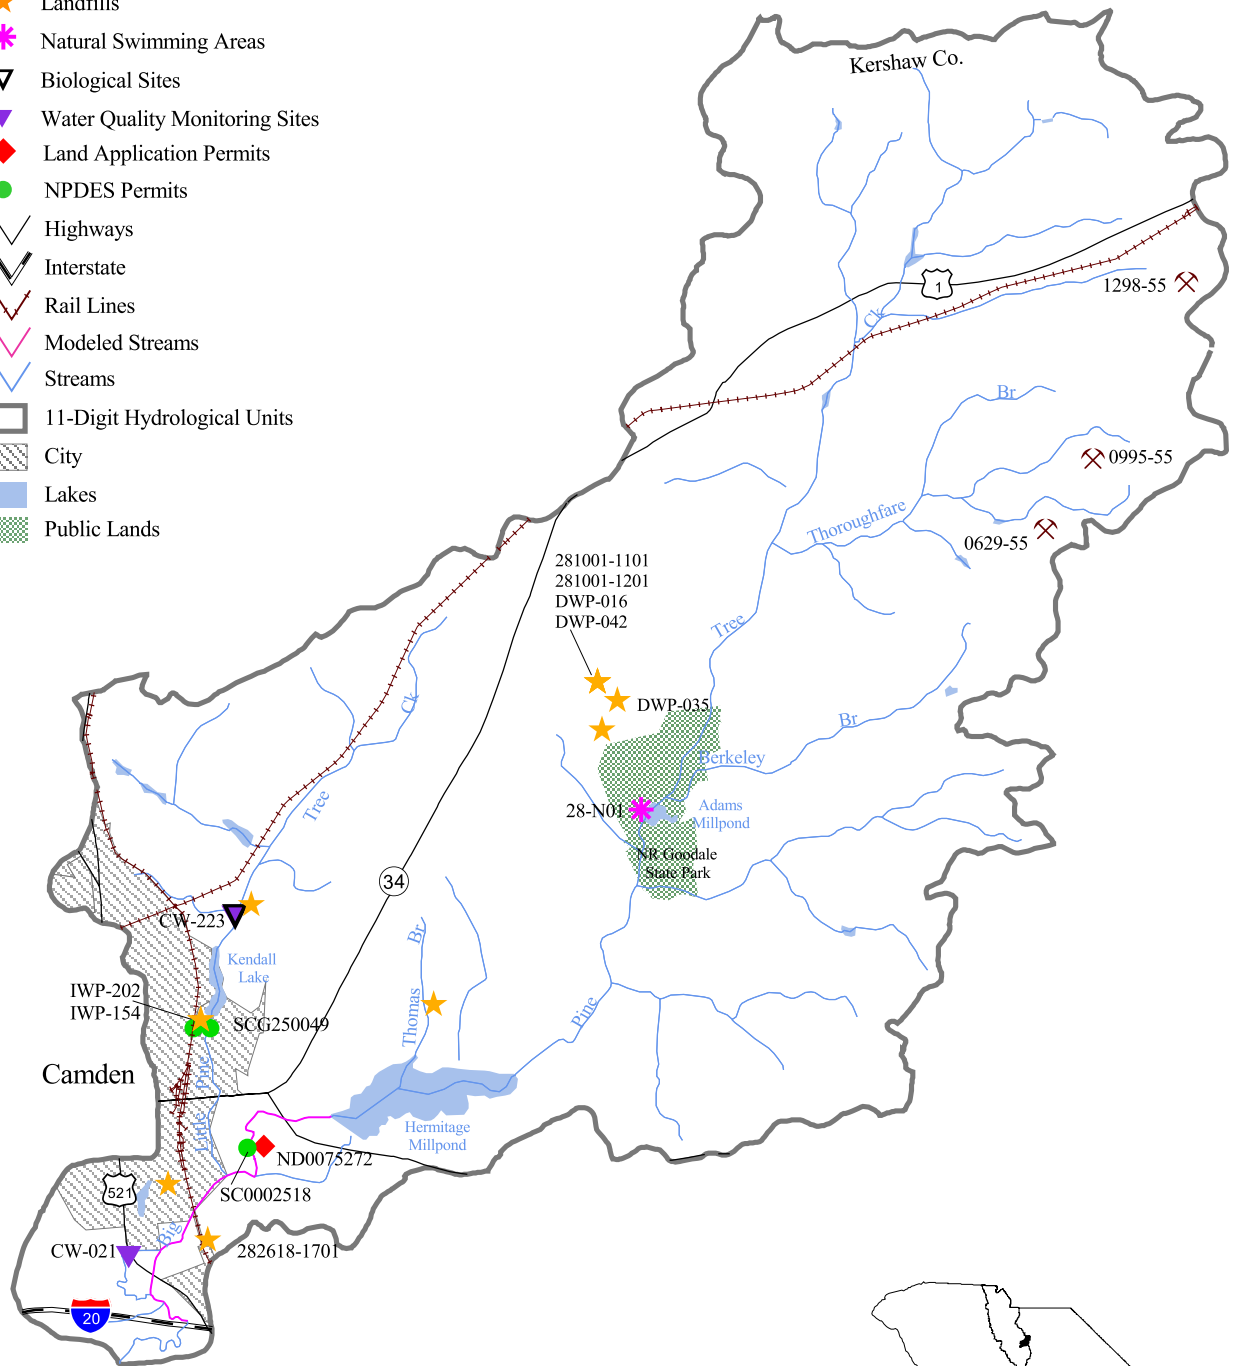 Landfills
Natural Swimming Areas
Biological Sites
Water Quality Monitoring Sites
Land Application Permits
NPDES Permits
Highways
Interstate
Rail Lines
Modeled Streams
Streams
11-Digit Hydrological Units
City
Lakes
Public Lands
Kershaw Co.
1
1298-55
Ck
Br
0995-55
Thoroughfare
0629-55
281001-1101
281001-1201
DWP-016
DWP-042
Tree
DWP-035
Ck
Br
Berkeley
Tree
28-N01
Adams
Millpond
NR Goodale
State Park
34
CW-223
Br
Kendall
Lake
IWP-202
IWP-154
SCG250049
Thomas
Pine
Camden
Pine
Little
Hermitage
Millpond
ND0075272
SC0002518
521
Big
CW-021
282618-1701
20